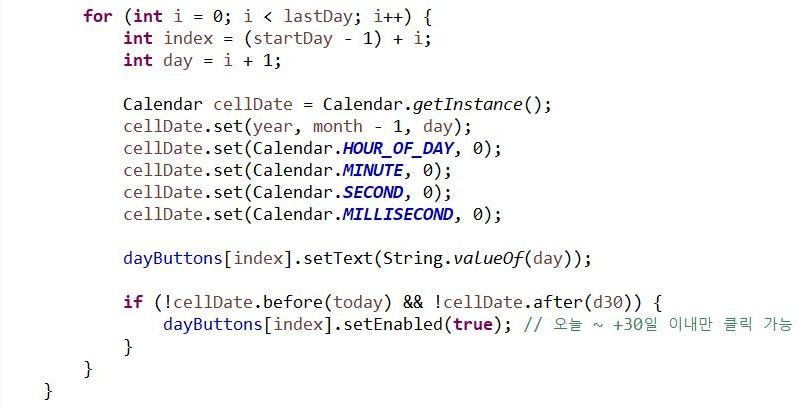 for (int i = 0; i < lastDay; i++) {
int index = (startDay - 1) + i;
int day = i + 1;
Calendar cellDate = Calendar.getInstance();
cellDate.set(year, month - 1, day);
cellDate.set(Calendar.HOUR_OF_DAY, 0);
cellDate.set(Calendar.MINUTE, 0);
cellDate.set(Calendar.SECOND, 0);
cellDate.set(Calendar.MILLISECOND, 0);
dayButtons[index].setText(String.valueOf(day));
if (!cellDate.before(today) && !cellDate.after(d30)) {
dayButtons[index].setEnabled(true); // 오늘 ~ +30일 이내만 클릭 가능
}
}
}